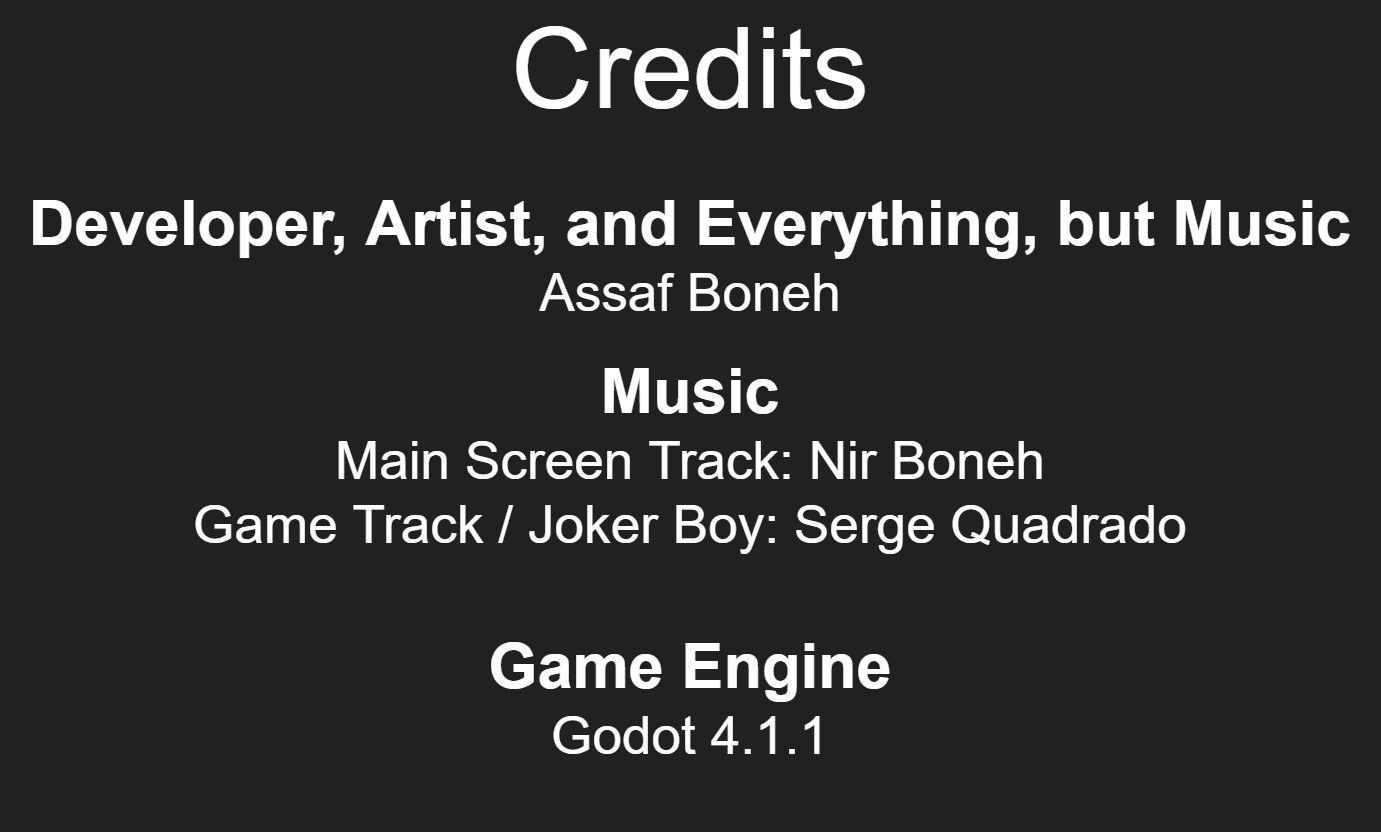 Credits
Developer, Artist, and Everything, but Music
Assaf Boneh
Music
Main Screen Track: Nir Boneh
Game Track / Joker Boy: Serge Quadrado
Game Engine
Godot 4.1.1